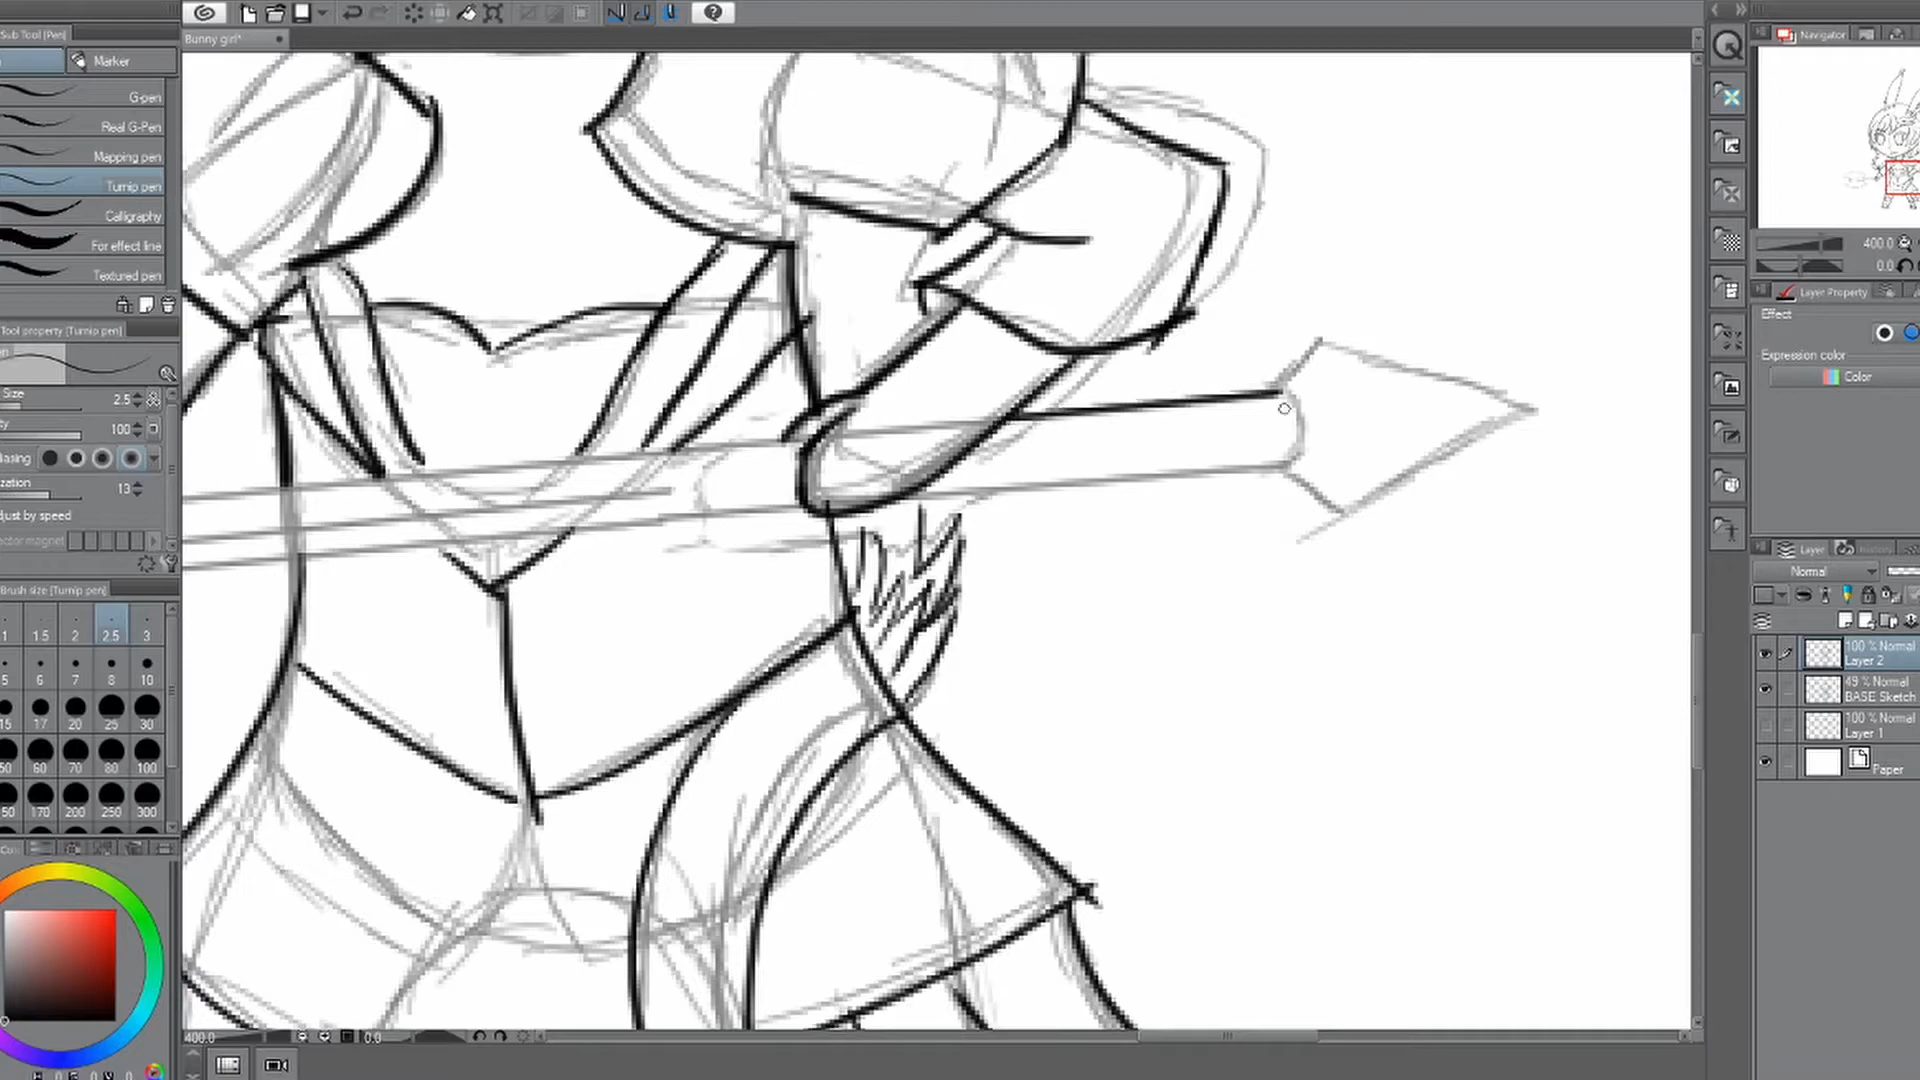 Sub Tool [Pen]
Marker
G-pen
Real G-Pen
Mapping pen
Turnip pen
Calligraphy
For effect line
Textured pen
Tool property [Turnip pen]
Size
2.5
100
13
Brush size [Turnip pen]
1 1.5 2 2.5 3
5 6 7 8 10
15 17 20 25 30
50 60 70 80 100
50 170 200 250 300
Bunny girl*
400.0
0.0
Navigator
400.0
0.0
Layer Property
Effect
Expression color
Color
Layer
Normal
100 % Normal
Layer 2
49 % Normal
BASE Sketch
100 % Normal
Layer 1
Paper